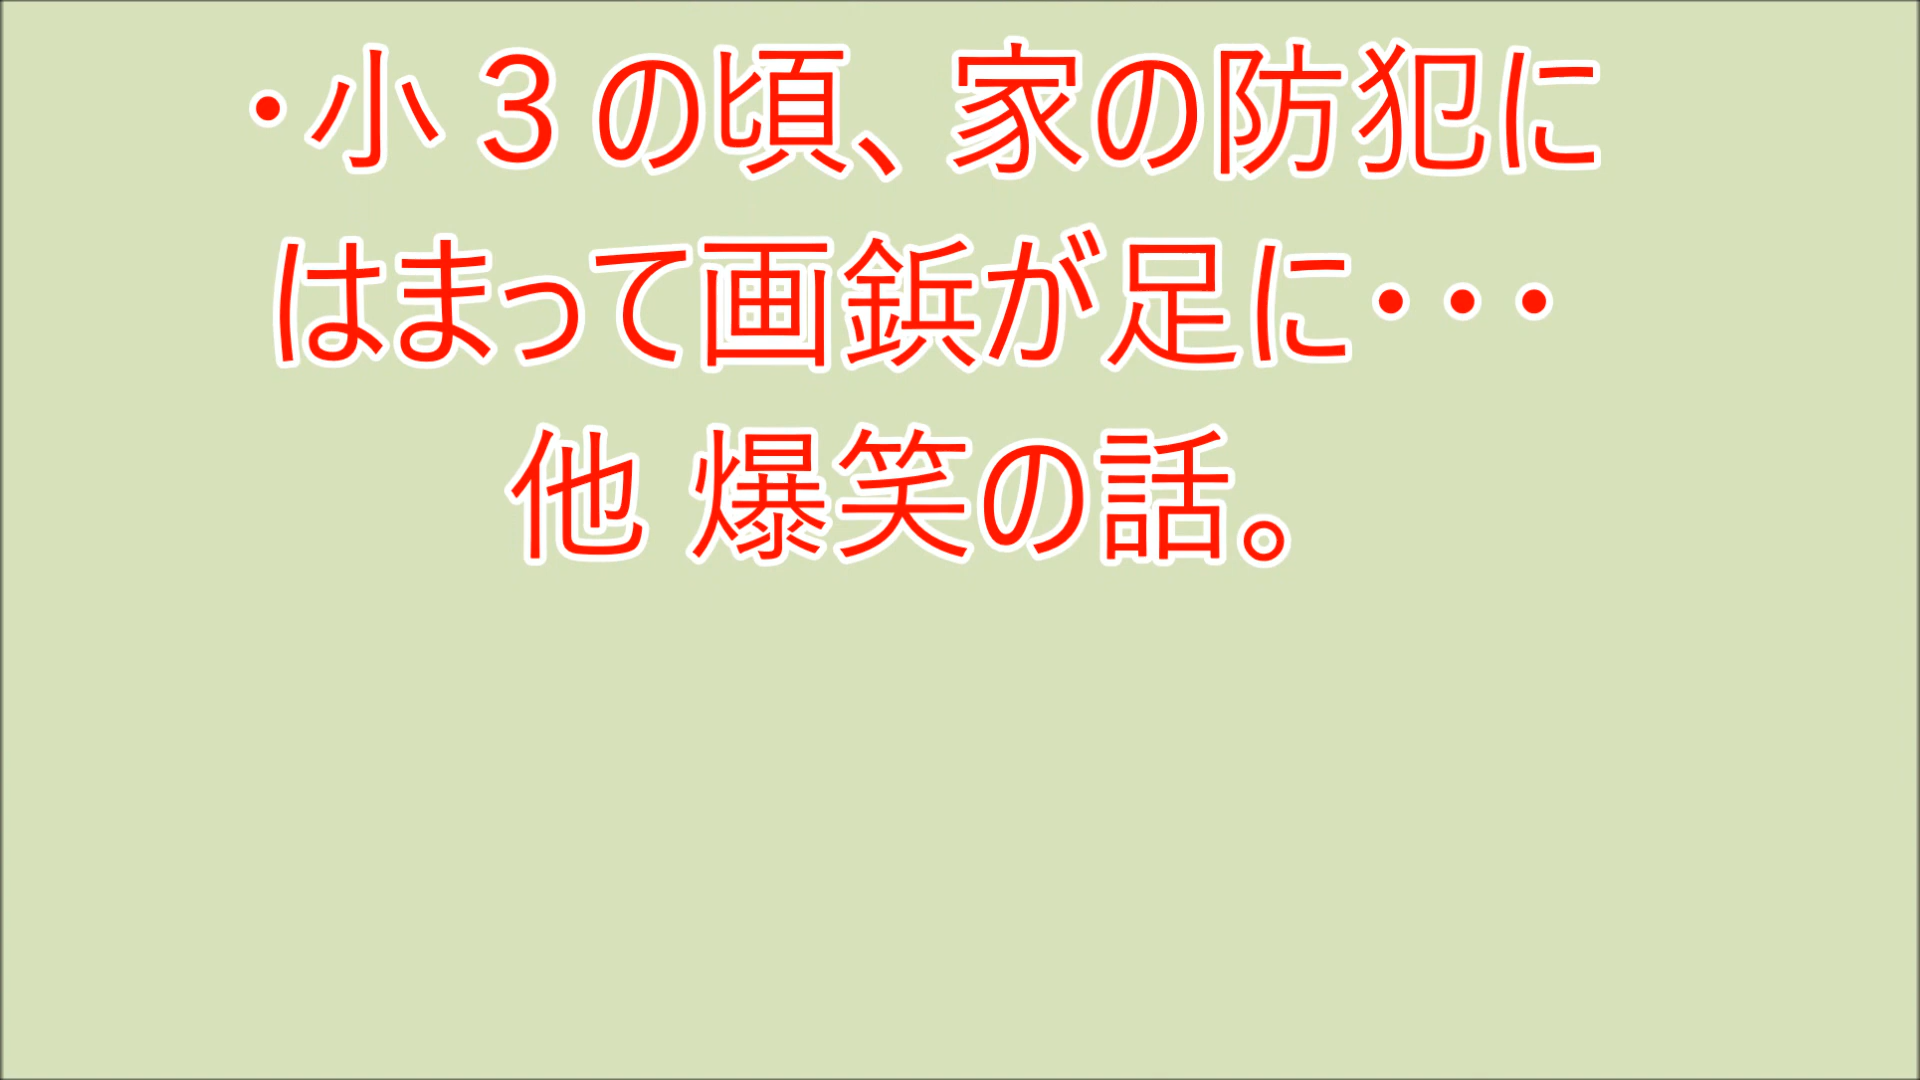 ・小３の頃、家の防犯に
はまって画鋲が足に・・・
他 爆笑の話。